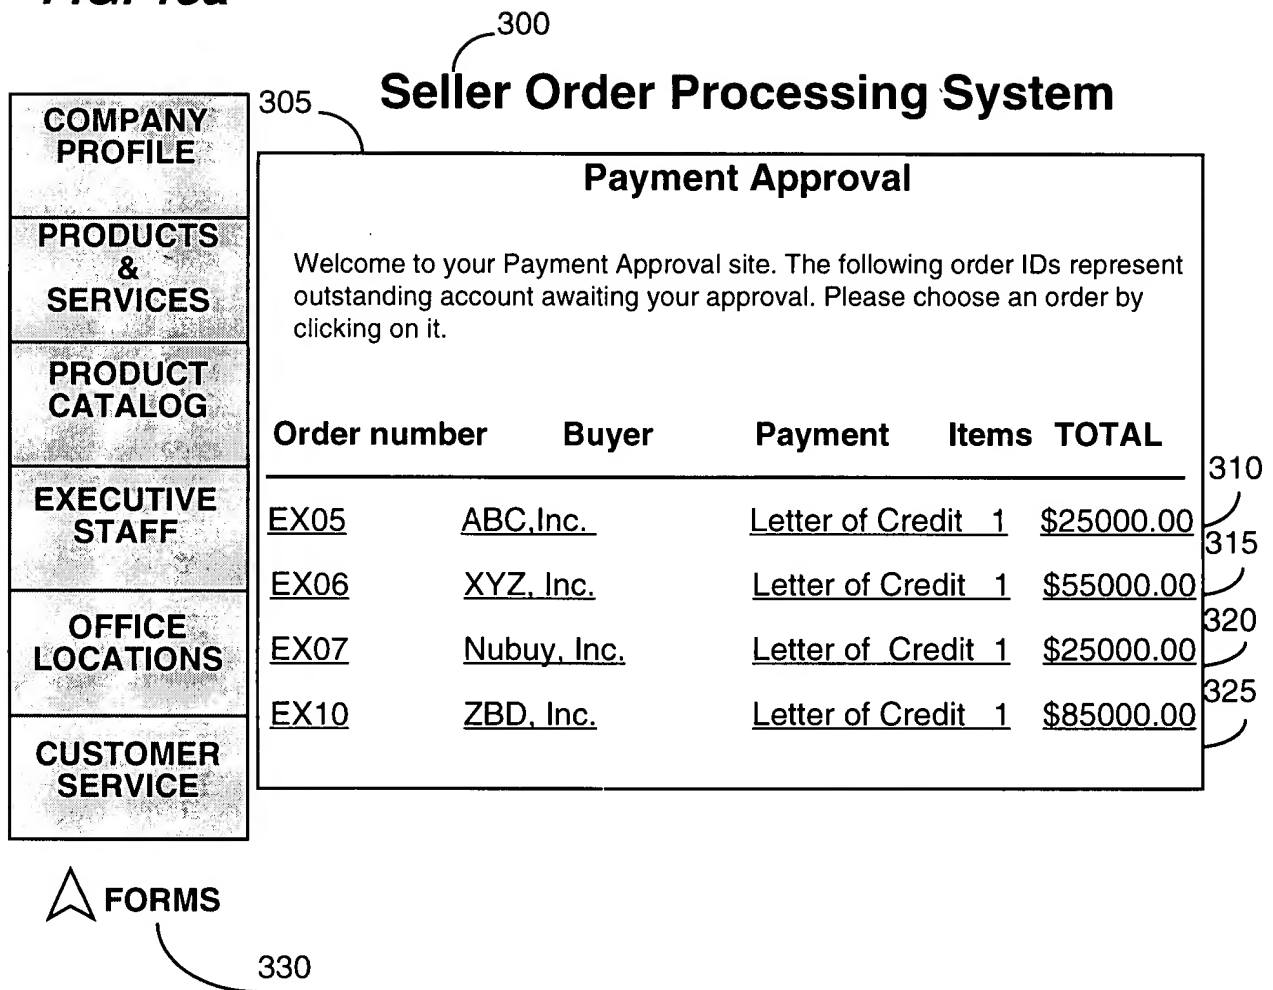 300
Seller Order Processing System
305
COMPANY
PROFILE
PRODUCTS
&
SERVICES
PRODUCT
CATALOG
EXECUTIVE
STAFF
OFFICE
LOCATIONS
CUSTOMER
SERVICE
Payment Approval
Welcome to your Payment Approval site. The following order IDs represent
outstanding account awaiting your approval. Please choose an order by
clicking on it.
Order number Buyer Payment Items TOTAL
310
EX05 ABC,Inc. Letter of Credit 1 $25000.00
315
EX06 XYZ, Inc. Letter of Credit 1 $55000.00
320
EX07 Nubuy, Inc. Letter of Credit 1 $25000.00
325
EX10 ZBD, Inc. Letter of Credit 1 $85000.00
FORMS
330